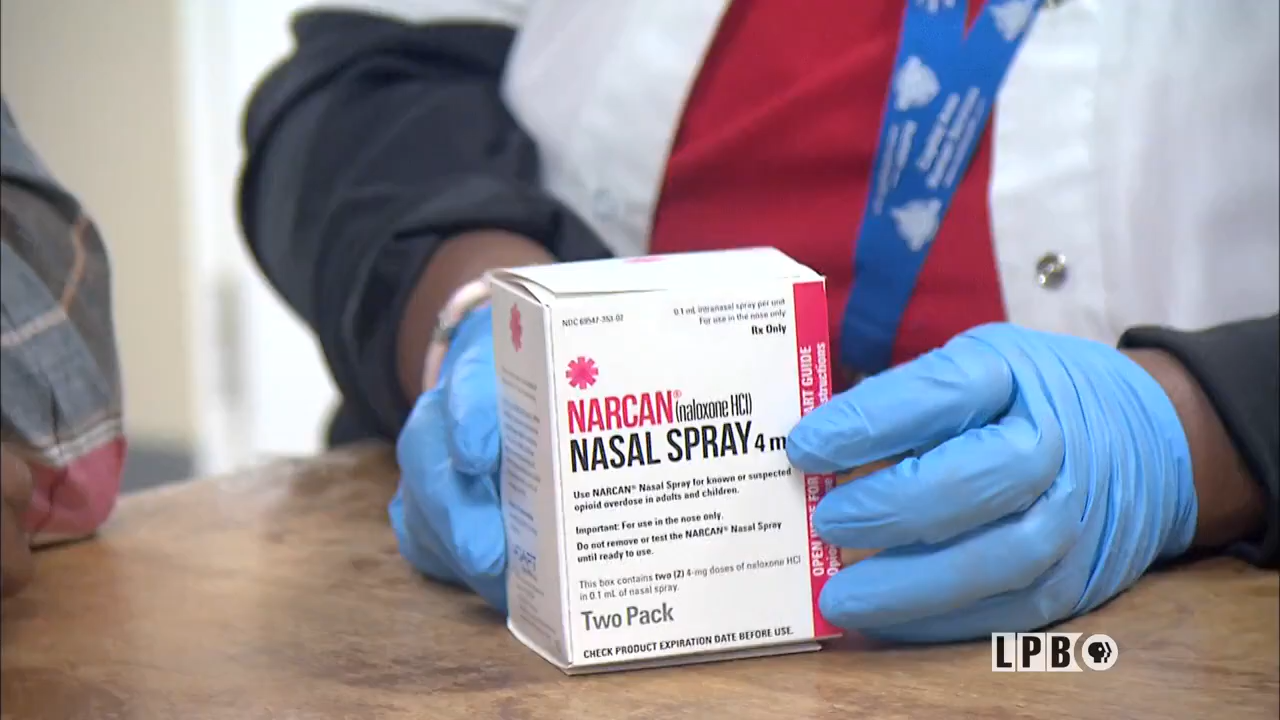 NDC 69547-353-02
0.1 mL intranasal spray per unit
For use in the nose only
Rx Only
NARCAN® (naloxone HCl)
NASAL SPRAY 4 m
Use NARCAN® Nasal Spray for known or suspected
opioid overdose in adults and children.
Important: For use in the nose only.
Do not remove or test the NARCAN® Nasal Spray
until ready to use.
This box contains two (2) 4-mg doses of naloxone HCl
in 0.1 mL of nasal spray.
Two Pack
CHECK PRODUCT EXPIRATION DATE BEFORE USE.
ART GUIDE
structions
OPEN FOR
LPB